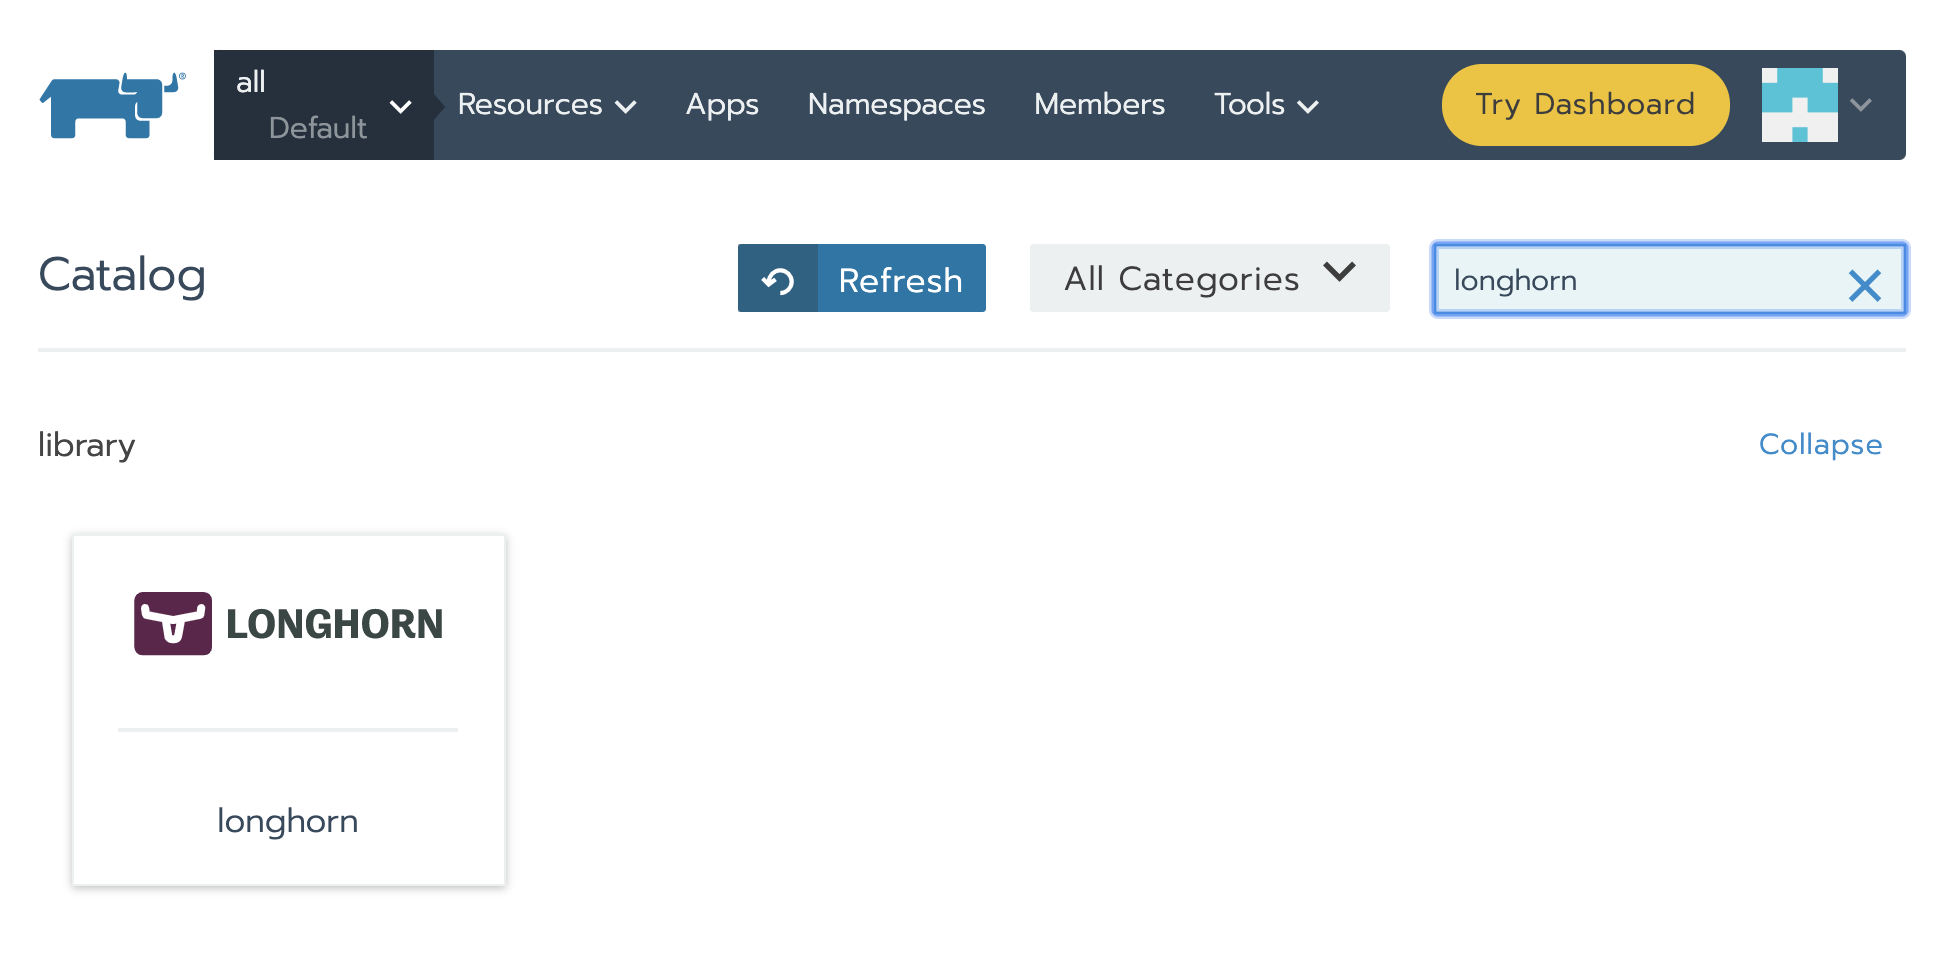 all
Default
Resources
Apps
Namespaces
Members
Tools
Try Dashboard
Catalog
Refresh
All Categories
longhorn
library
Collapse
LONGHORN
longhorn